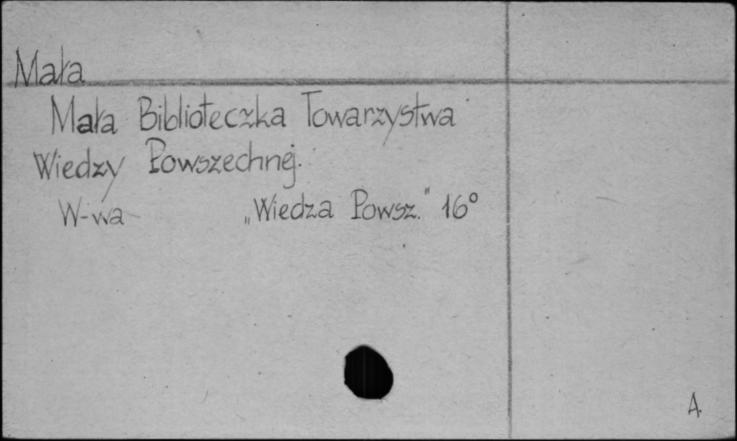 Mała
Mała Biblioteczka Towarzystwa
Wiedzy Powszechnej.
W-wa „Wiedza Powsz." 16°
A.